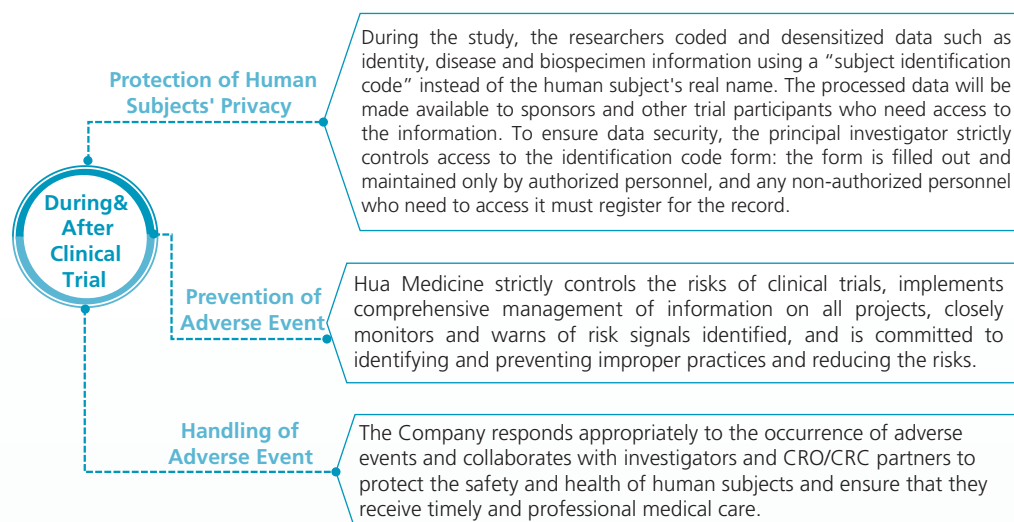 During&
After
Clinical
Trial
Protection of Human
Subjects' Privacy
During the study, the researchers coded and desensitized data such as
identity, disease and biospecimen information using a “subject identification
code” instead of the human subject's real name. The processed data will be
made available to sponsors and other trial participants who need access to
the information. To ensure data security, the principal investigator strictly
controls access to the identification code form: the form is filled out and
maintained only by authorized personnel, and any non-authorized personnel
who need to access it must register for the record.
Prevention of
Adverse Event
Hua Medicine strictly controls the risks of clinical trials, implements
comprehensive management of information on all projects, closely
monitors and warns of risk signals identified, and is committed to
identifying and preventing improper practices and reducing the risks.
Handling of
Adverse Event
The Company responds appropriately to the occurrence of adverse
events and collaborates with investigators and CRO/CRC partners to
protect the safety and health of human subjects and ensure that they
receive timely and professional medical care.